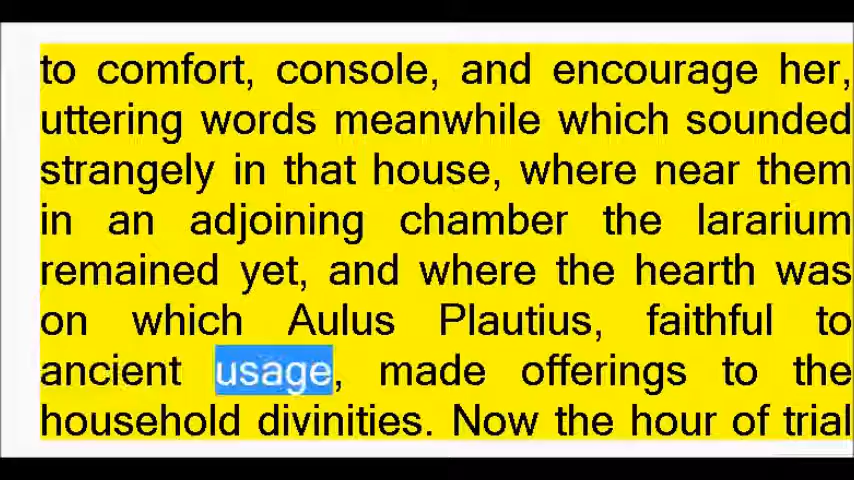 to comfort, console, and encourage her,
uttering words meanwhile which sounded
strangely in that house, where near them
in an adjoining chamber the lararium
remained yet, and where the hearth was
on which Aulus Plautius, faithful to
ancient usage, made offerings to the
household divinities. Now the hour of trial